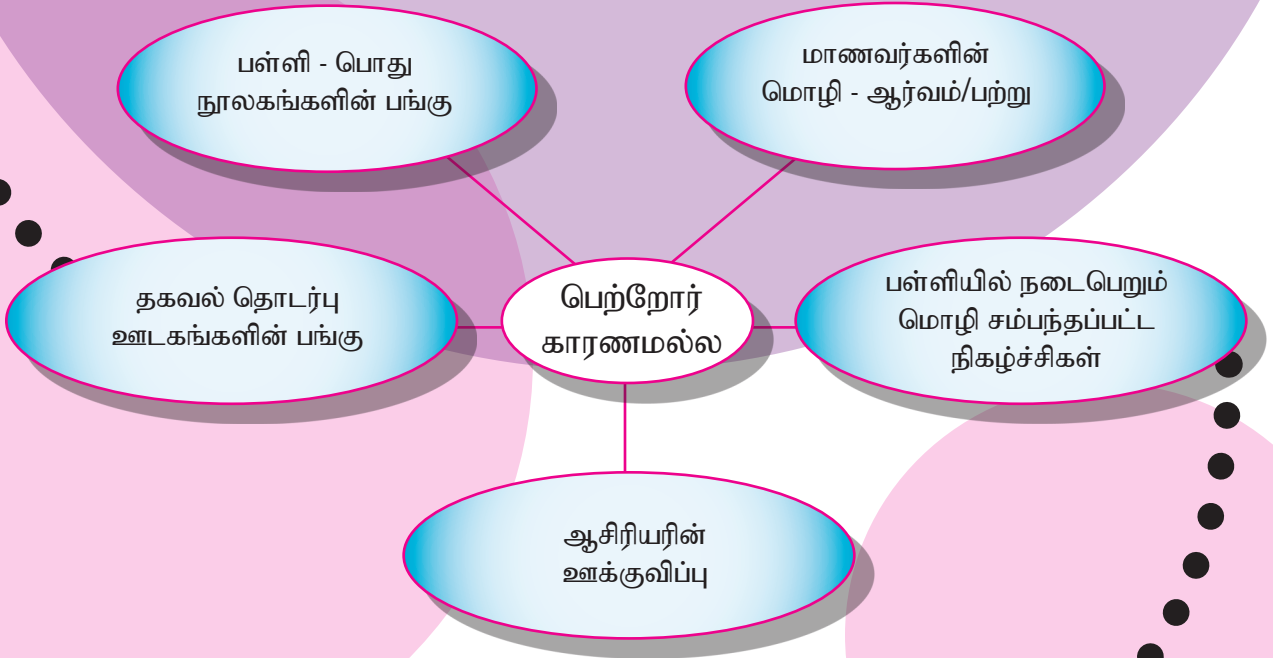 பள்ளி - பொது
நூலகங்களின் பங்கு
மாணவர்களின்
மொழி - ஆர்வம்/பற்று
தகவல் தொடர்பு
ஊடகங்களின் பங்கு
பெற்றோர்
காரணமல்ல
பள்ளியில் நடைபெறும்
மொழி சம்பந்தப்பட்ட
நிகழ்ச்சிகள்
ஆசிரியரின்
ஊக்குவிப்பு